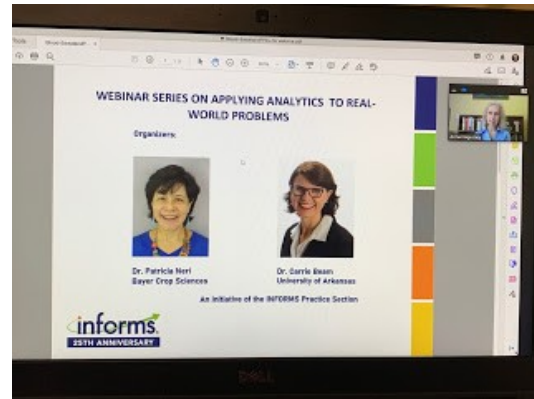 WEBINAR SERIES ON APPLYING ANALYTICS TO REAL-
WORLD PROBLEMS
Organizers:
Dr. Patricia Neri
Bayer Crop Sciences
Dr. Carrie Beam
University of Arkansas
An Initiative of the INFORMS Practice Section
informs
25TH ANNIVERSARY
DELL